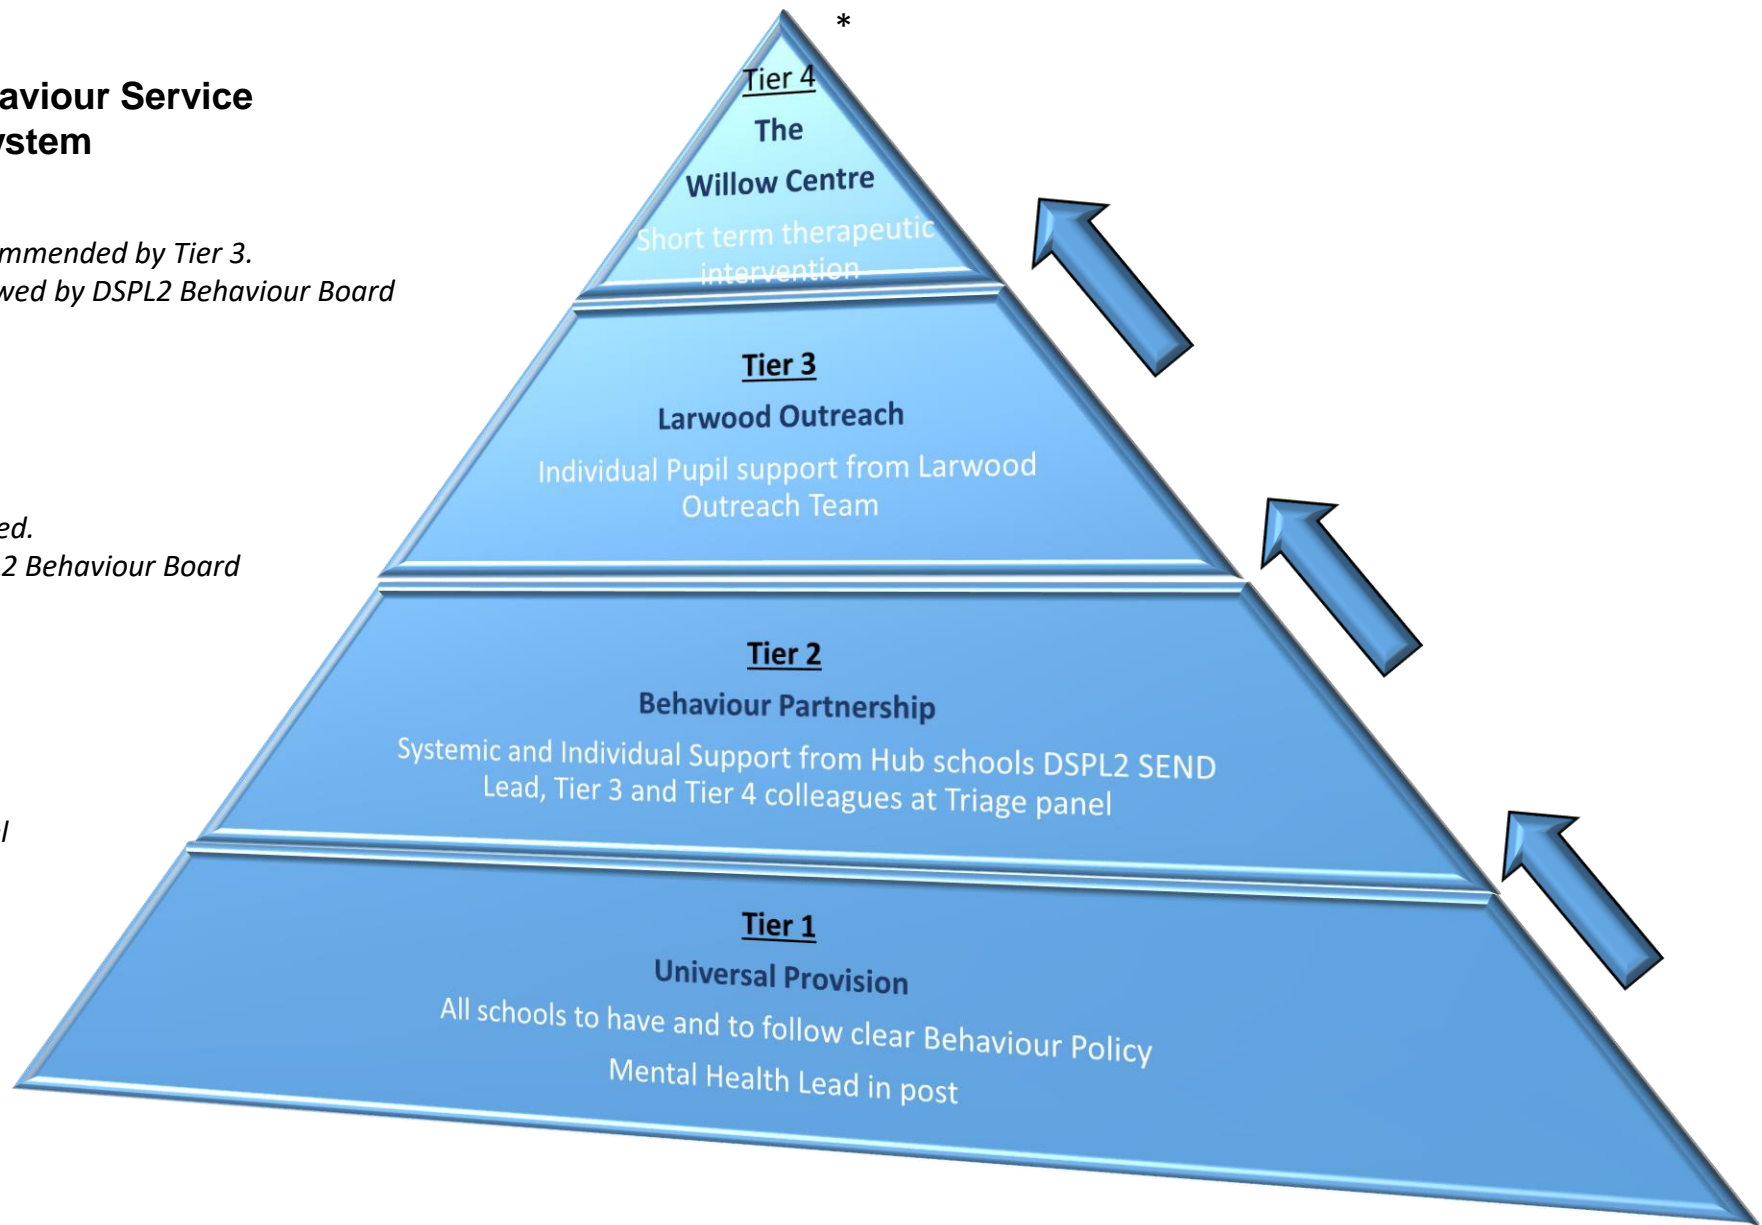 *
aviour Service
ystem
mmended by Tier 3.
wed by DSPL2 Behaviour Board
ed.
2 Behaviour Board
l
Tier 4
The
Willow Centre
Short term therapeutic
intervention
Tier 3
Larwood Outreach
Individual Pupil support from Larwood
Outreach Team
Tier 2
Behaviour Partnership
Systemic and Individual Support from Hub schools DSPL2 SEND
Lead, Tier 3 and Tier 4 colleagues at Triage panel
Tier 1
Universal Provision
All schools to have and to follow clear Behaviour Policy
Mental Health Lead in post